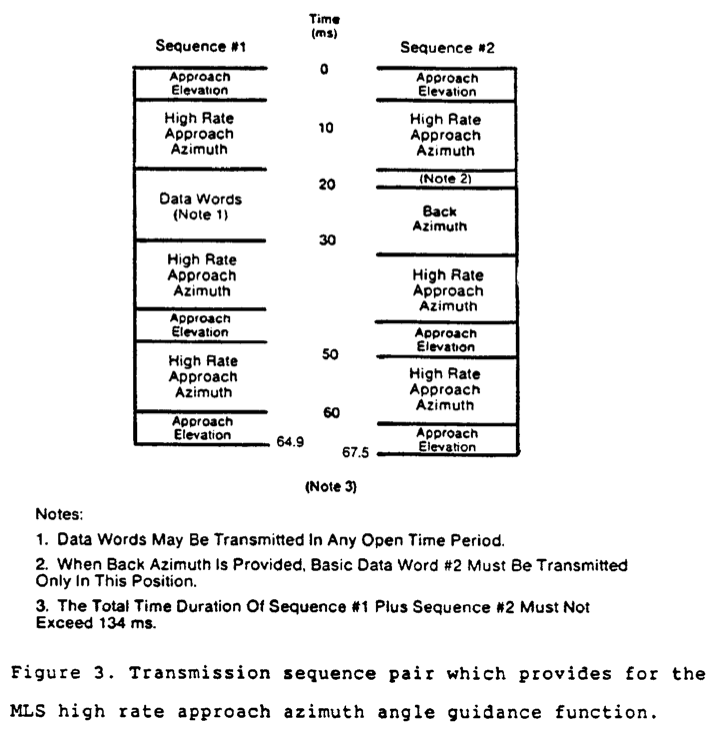 Time
(ms)
Sequence #1
Sequence #2
0
Approach
Elevation
Approach
Elevation
High Rate
Approach
Azimuth
10
High Rate
Approach
Azimuth
20
(Note 2)
Data Words
(Note 1)
Back
Azimuth
30
High Rate
Approach
Azimuth
High Rate
Approach
Azimuth
Approach
Elevation
Approach
Elevation
50
High Rate
Approach
Azimuth
High Rate
Approach
Azimuth
60
Approach
Elevation
64.9
Approach
Elevation
67.5
(Note 3)
Notes:
1. Data Words May Be Transmitted In Any Open Time Period.
2. When Back Azimuth Is Provided, Basic Data Word #2 Must Be Transmitted
Only In This Position.
3. The Total Time Duration Of Sequence #1 Plus Sequence #2 Must Not
Exceed 134 ms.
Figure 3. Transmission sequence pair which provides for the
MLS high rate approach azimuth angle guidance function.